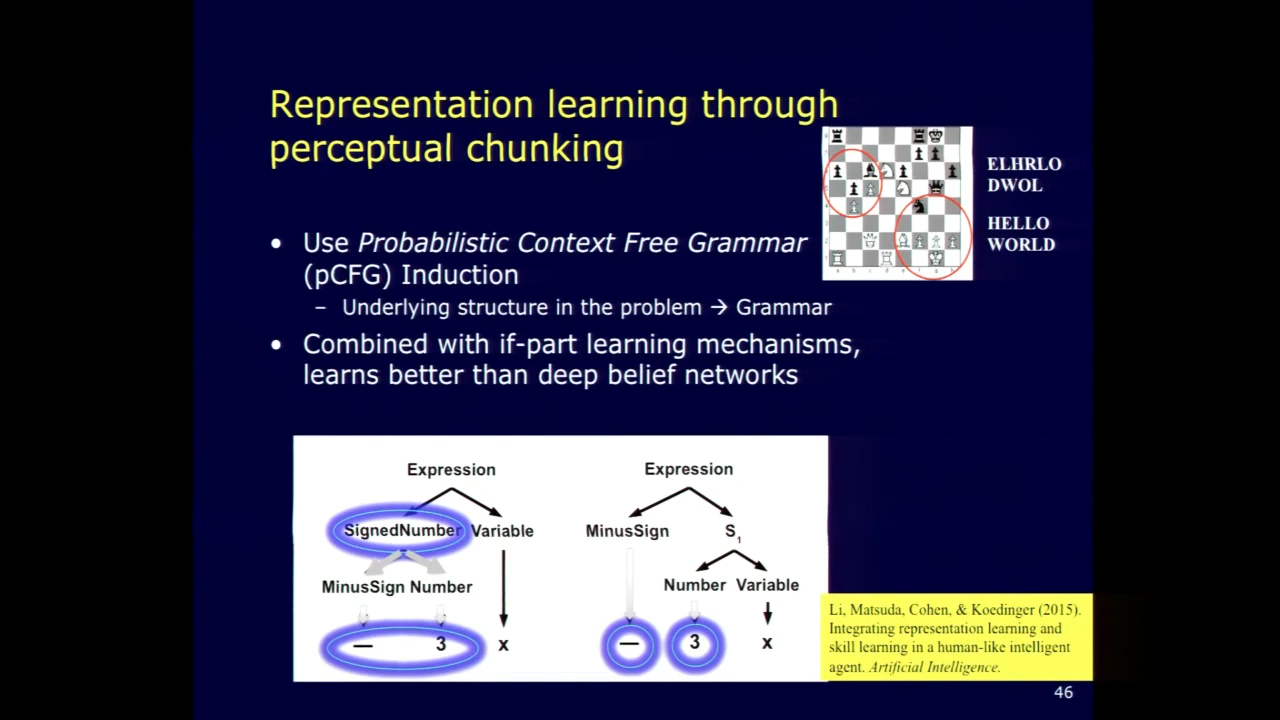 Representation learning through
perceptual chunking
ELHRLO
DWOL
HELLO
WORLD
• Use Probabilistic Context Free Grammar
(pCFG) Induction
– Underlying structure in the problem → Grammar
• Combined with if-part learning mechanisms,
learns better than deep belief networks
Expression
SignedNumber Variable
MinusSign Number
— 3 x
Expression
MinusSign S1
Number Variable
— 3 x
Li, Matsuda, Cohen, & Koedinger (2015).
Integrating representation learning and
skill learning in a human-like intelligent
agent. Artificial Intelligence.
46